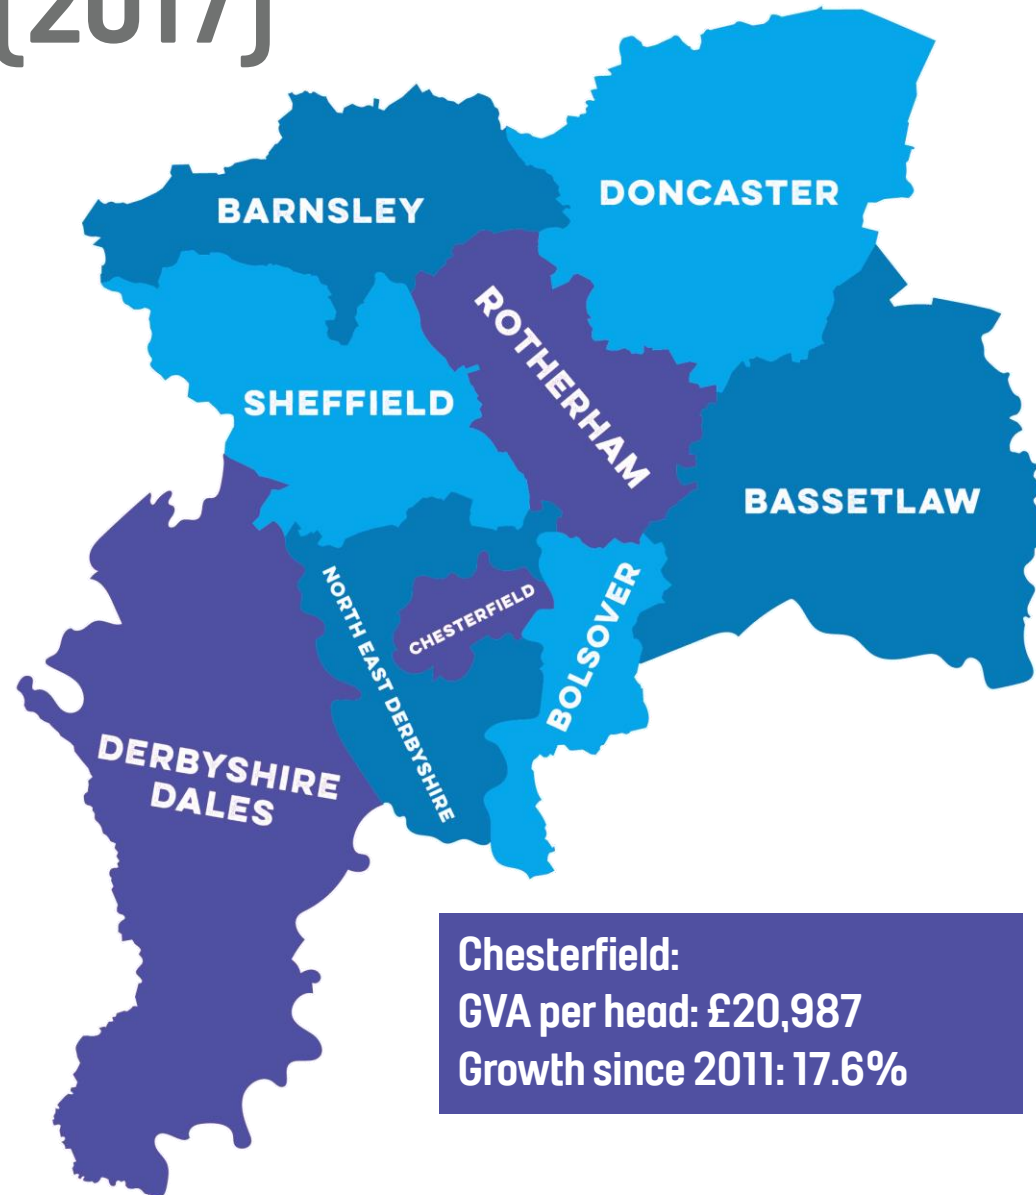 (2017)
BARNSLEY
DONCASTER
ROTHERHAM
SHEFFIELD
BASSETLAW
NORTH EAST DERBYSHIRE
CHESTERFIELD
BOLSOVER
DERBYSHIRE
DALES
Chesterfield:
GVA per head: £20,987
Growth since 2011: 17.6%